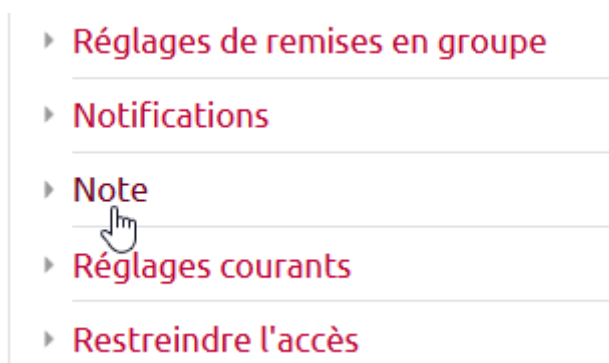 Réglages de remises en groupe
Notifications
Note
Réglages courants
Restreindre l'accès